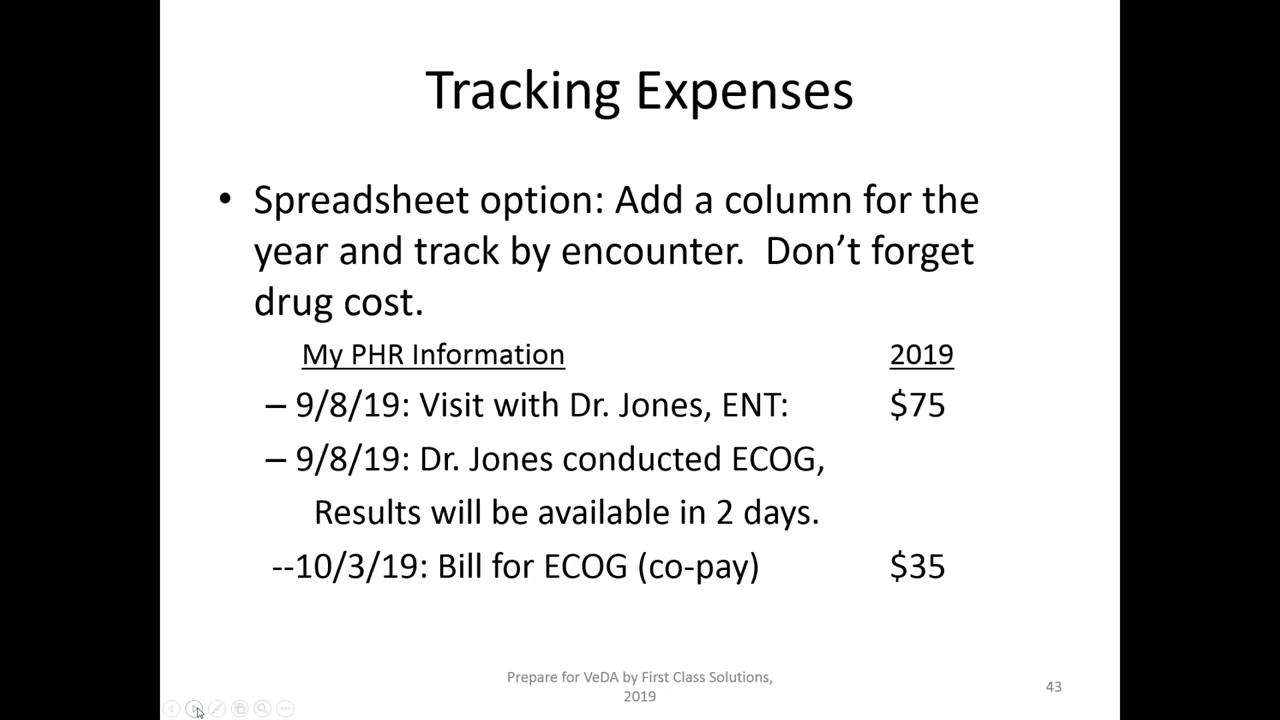 Tracking Expenses
• Spreadsheet option: Add a column for the
year and track by encounter.  Don’t forget
drug cost.
My PHR Information 2019
– 9/8/19: Visit with Dr. Jones, ENT: $75
– 9/8/19: Dr. Jones conducted ECOG,
Results will be available in 2 days.
--10/3/19: Bill for ECOG (co-pay) $35
Prepare for VeDA by First Class Solutions,
2019
43